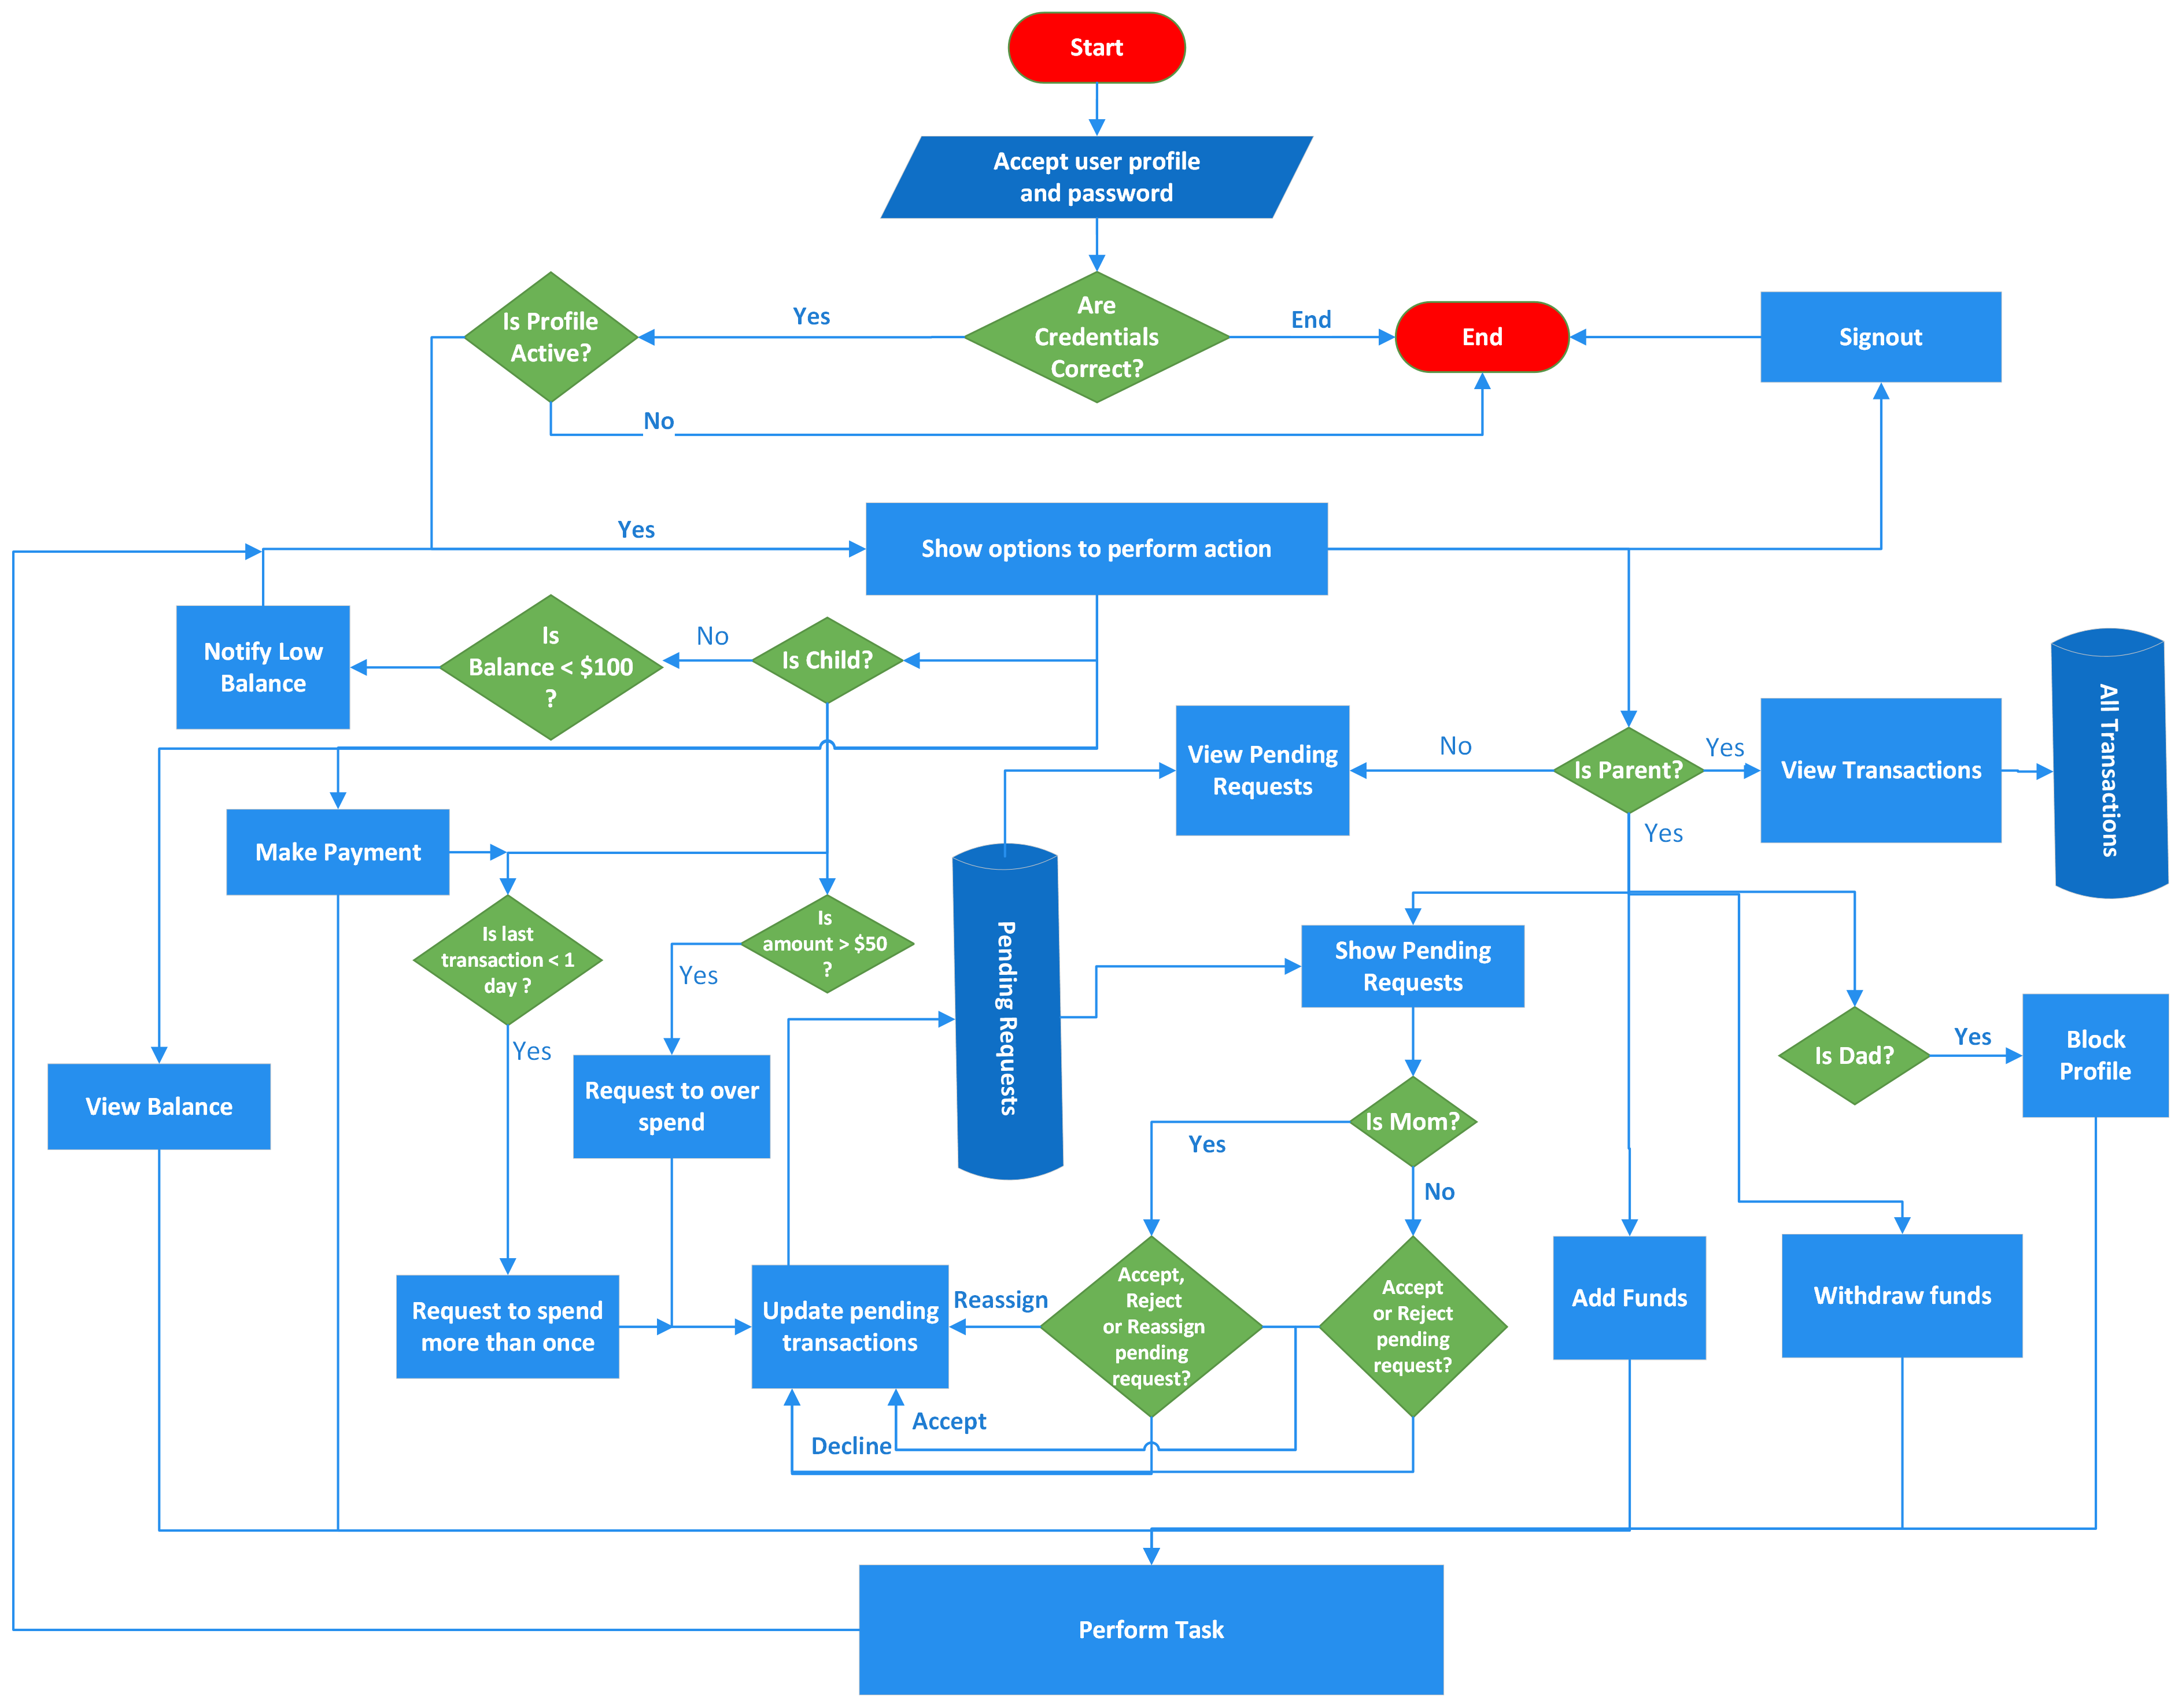 Start
Accept user profile
and password
Are
Credentials
Correct?
Yes
End
Is Profile
Active?
End
Signout
No
Yes
Show options to perform action
Notify Low
Balance
Is
Balance < $100
?
No
Is Child?
View Pending
Requests
No
Is Parent?
Yes
View Transactions
All Transactions
Yes
Make Payment
Is last
transaction < 1
day ?
Is
amount > $50
?
Yes
Pending Requests
Show Pending
Requests
Yes
View Balance
Request to over
spend
Is Dad?
Yes
Block
Profile
Is Mom?
Yes
No
Request to spend
more than once
Update pending
transactions
Reassign
Accept,
Reject
or Reassign
pending
request?
Accept
or Reject
pending
request?
Add Funds
Withdraw funds
Accept
Decline
Perform Task